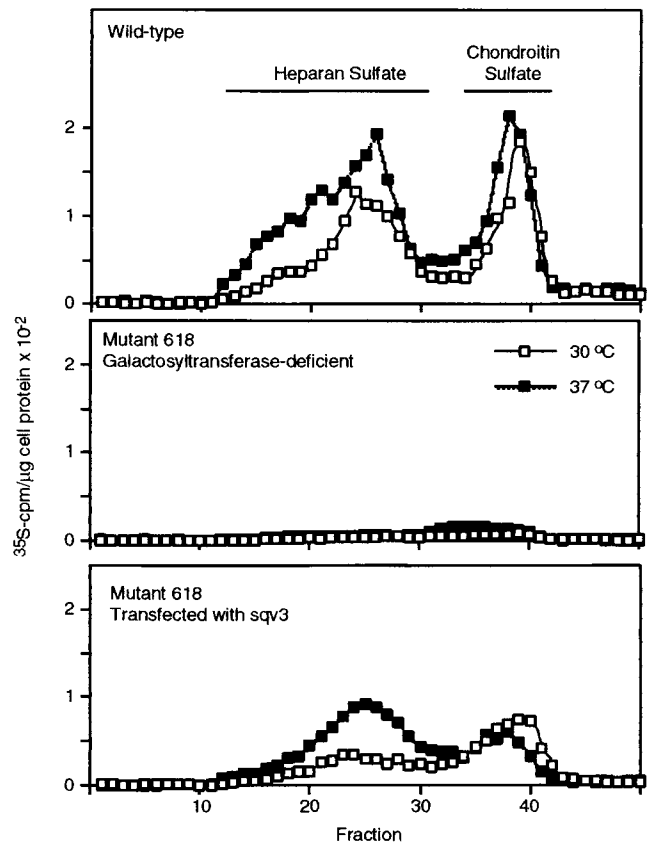 Wild-type
Heparan Sulfate
Chondroitin
Sulfate
2
1
0
Mutant 618
Galactosyltransferase-deficient
30 ºC
37 ºC
2
1
0
Mutant 618
Transfected with sqv3
2
1
0
10
20
30
40
Fraction
³⁵S-cpm/µg cell protein x 10⁻²